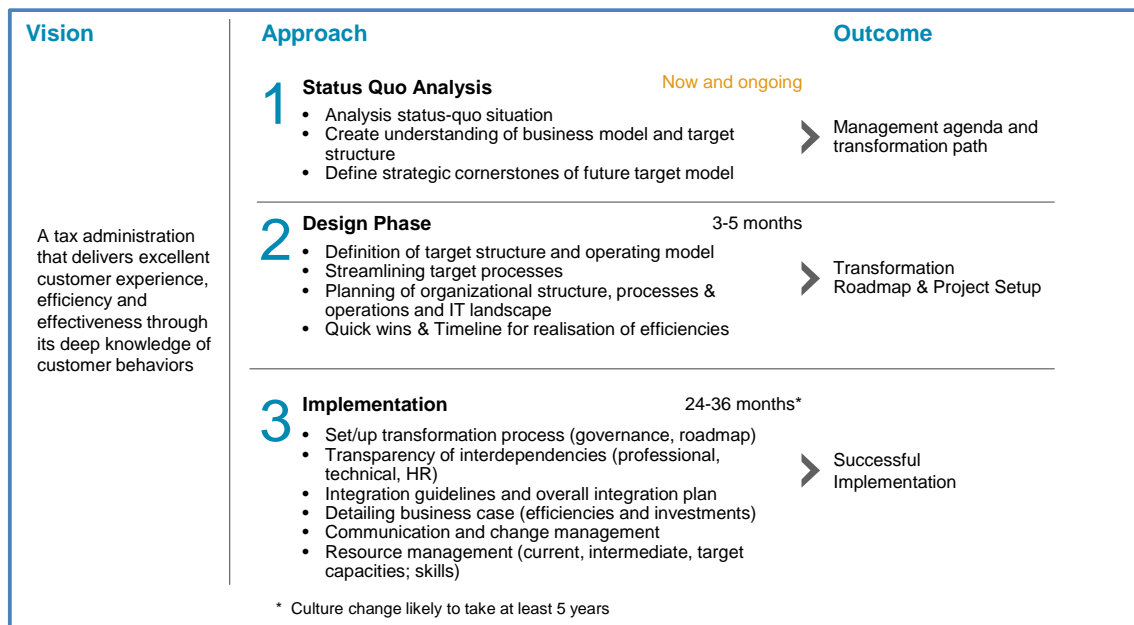 Vision
Approach
Outcome
A tax administration
that delivers excellent
customer experience,
efficiency and
effectiveness through
its deep knowledge of
customer behaviors
1
Status Quo Analysis
Now and ongoing
• Analysis status-quo situation
• Create understanding of business model and target
structure
• Define strategic cornerstones of future target model
Management agenda and
transformation path
2
Design Phase
3-5 months
• Definition of target structure and operating model
• Streamlining target processes
• Planning of organizational structure, processes &
operations and IT landscape
• Quick wins & Timeline for realisation of efficiencies
Transformation
Roadmap & Project Setup
3
Implementation
24-36 months*
• Set/up transformation process (governance, roadmap)
• Transparency of interdependencies (professional,
technical, HR)
• Integration guidelines and overall integration plan
• Detailing business case (efficiencies and investments)
• Communication and change management
• Resource management (current, intermediate, target
capacities; skills)
Successful
Implementation
* Culture change likely to take at least 5 years